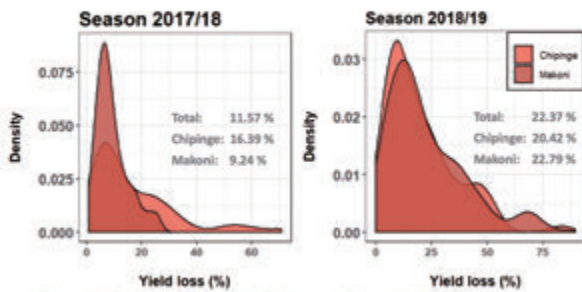 Season 2017/18
Density
0.075
0.050
0.025
0.000
Total: 11.57 %
Chipinge: 16.39 %
Makoni: 9.24 %
0 20 40 60
Yield loss (%)
Season 2018/19
Density
0.03
0.02
0.01
0.00
Chipinge
Makoni
Total: 22.37 %
Chipinge: 20.42 %
Makoni: 22.79 %
0 25 50 75
Yield loss (%)